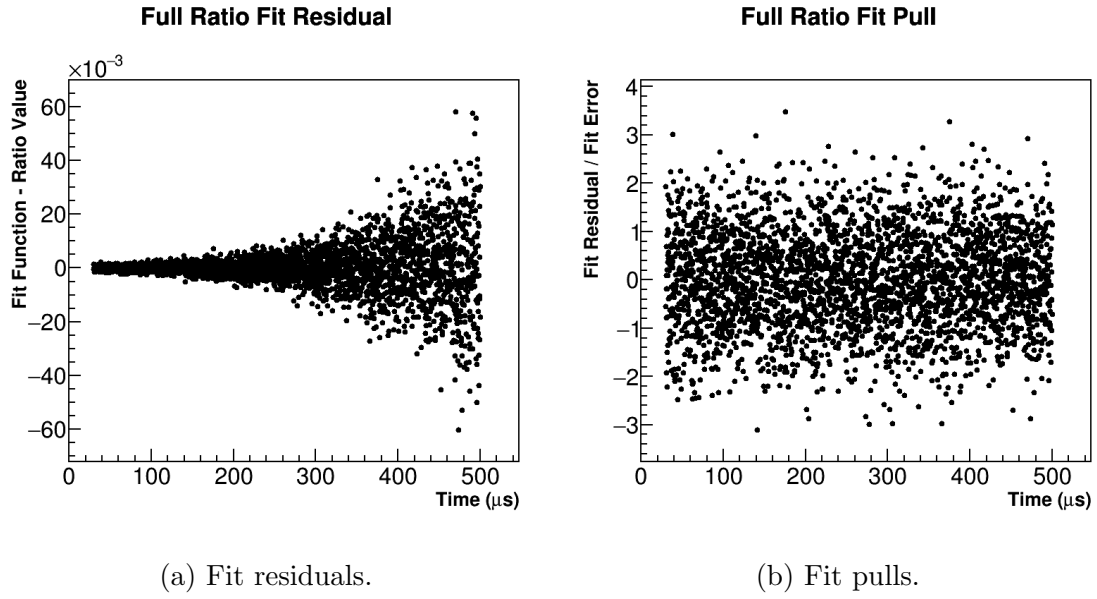 Full Ratio Fit Residual
×10⁻³
Fit Function - Ratio Value
60
40
20
0
−20
−40
−60
0 100 200 300 400 500
Time (μs)
(a) Fit residuals.
Full Ratio Fit Pull
Fit Residual / Fit Error
4
3
2
1
0
−1
−2
−3
0 100 200 300 400 500
Time (μs)
(b) Fit pulls.